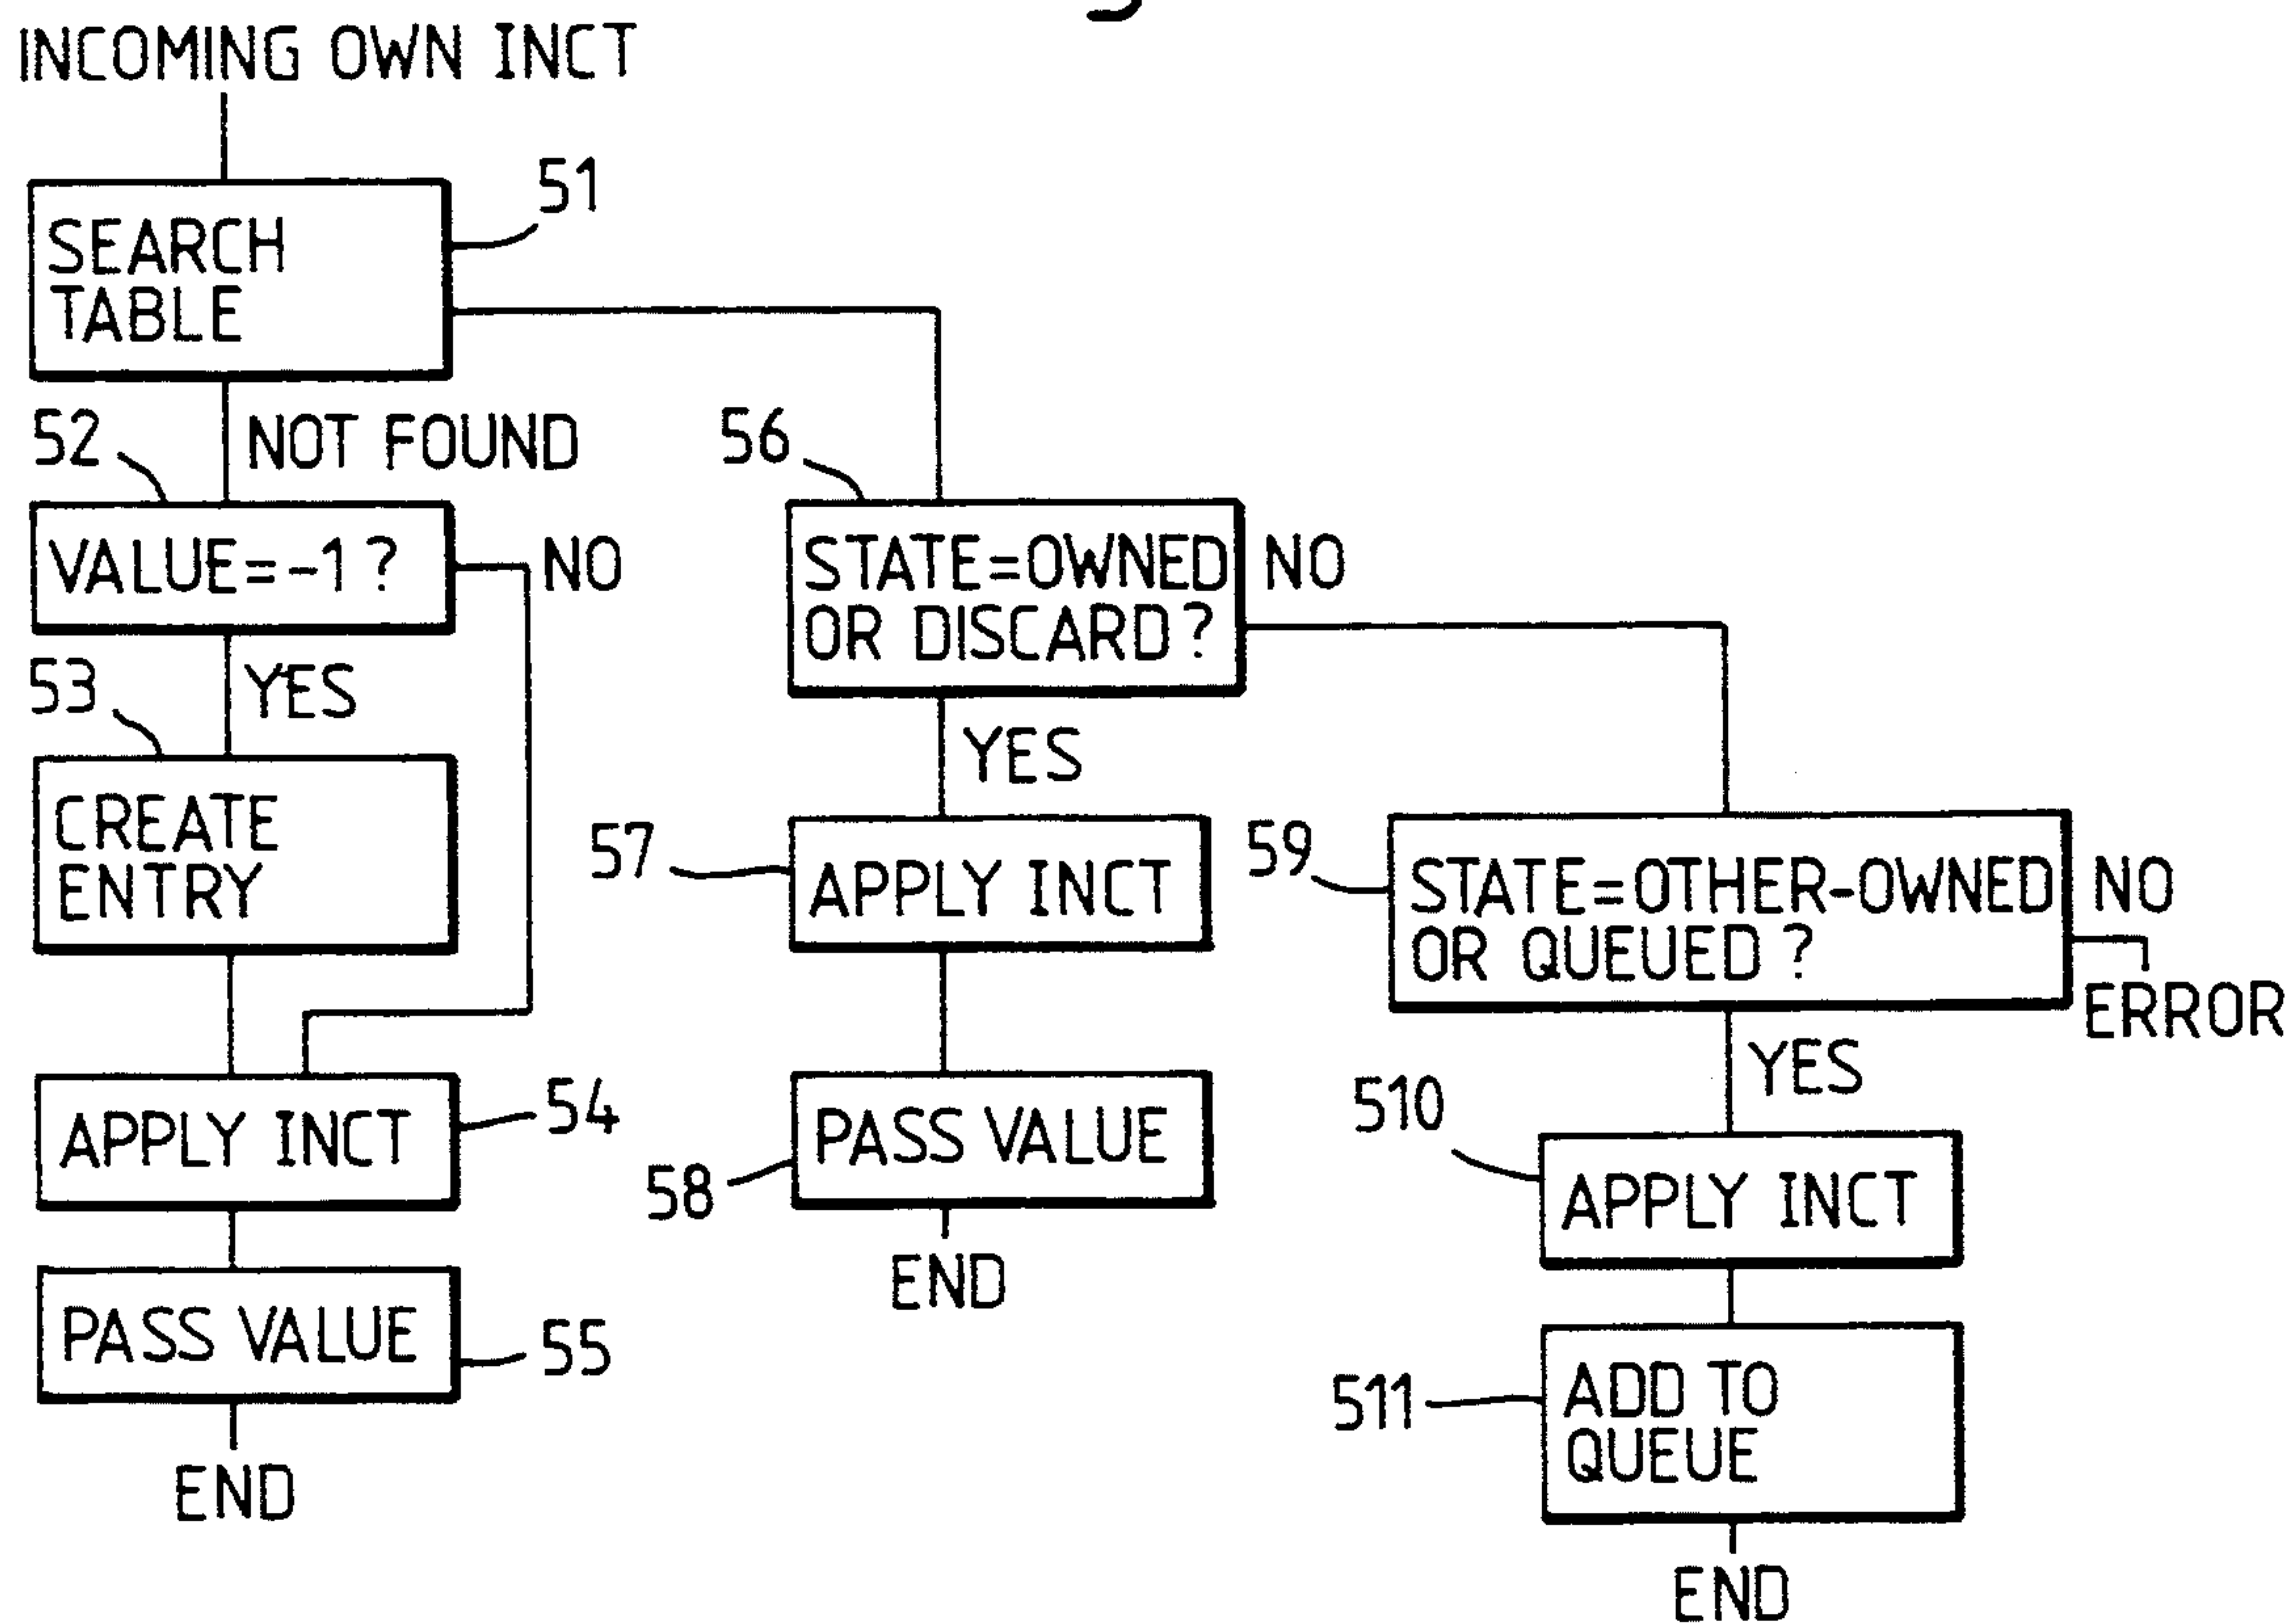 INCOMING OWN INCT
51
SEARCH
TABLE
NOT FOUND
52
VALUE=-1?
NO
YES
53
CREATE
ENTRY
APPLY INCT
54
PASS VALUE
55
END
56
STATE=OWNED
OR DISCARD?
NO
YES
57
APPLY INCT
58
PASS VALUE
END
59
STATE=OTHER-OWNED
OR QUEUED?
NO
ERROR
YES
510
APPLY INCT
511
ADD TO
QUEUE
END